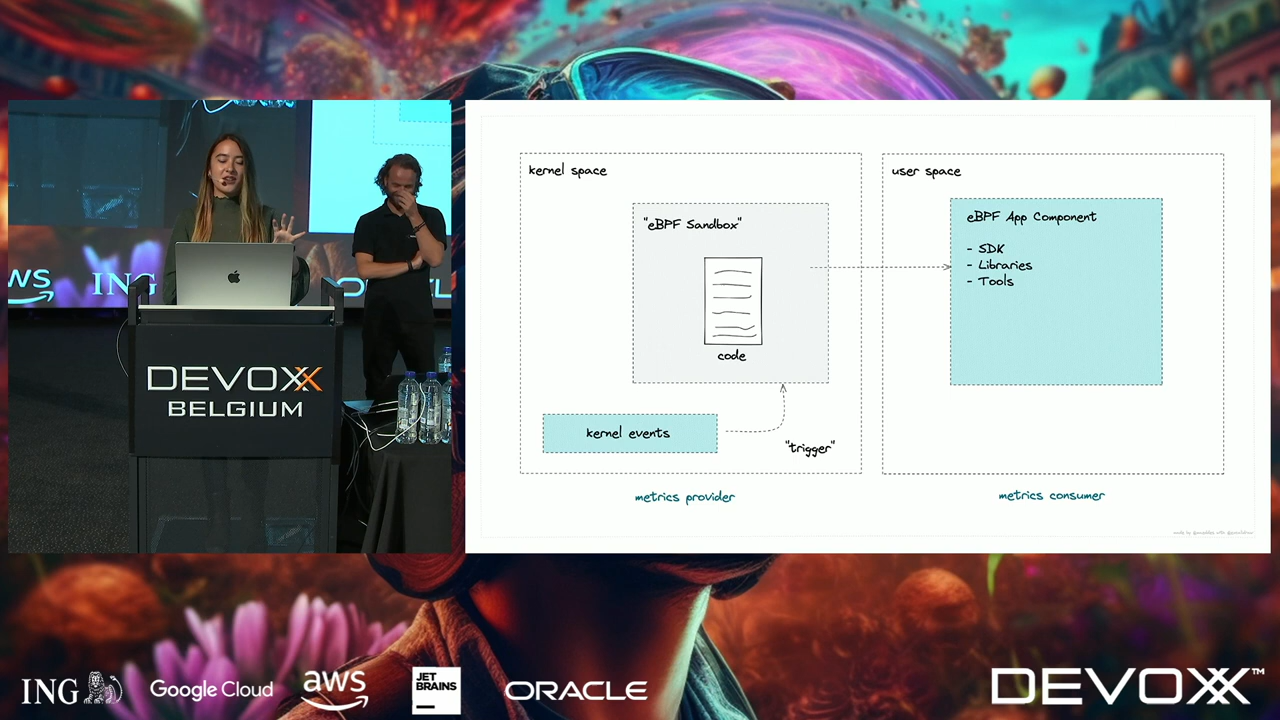 aws
ING
DEVOXX
BELGIUM
kernel space
"eBPF Sandbox"
code
kernel events
"trigger"
metrics provider
user space
eBPF App Component
- SDK
- Libraries
- Tools
metrics consumer
ING
Google Cloud
aws
JET
BRAINS
ORACLE
DEVOXX™